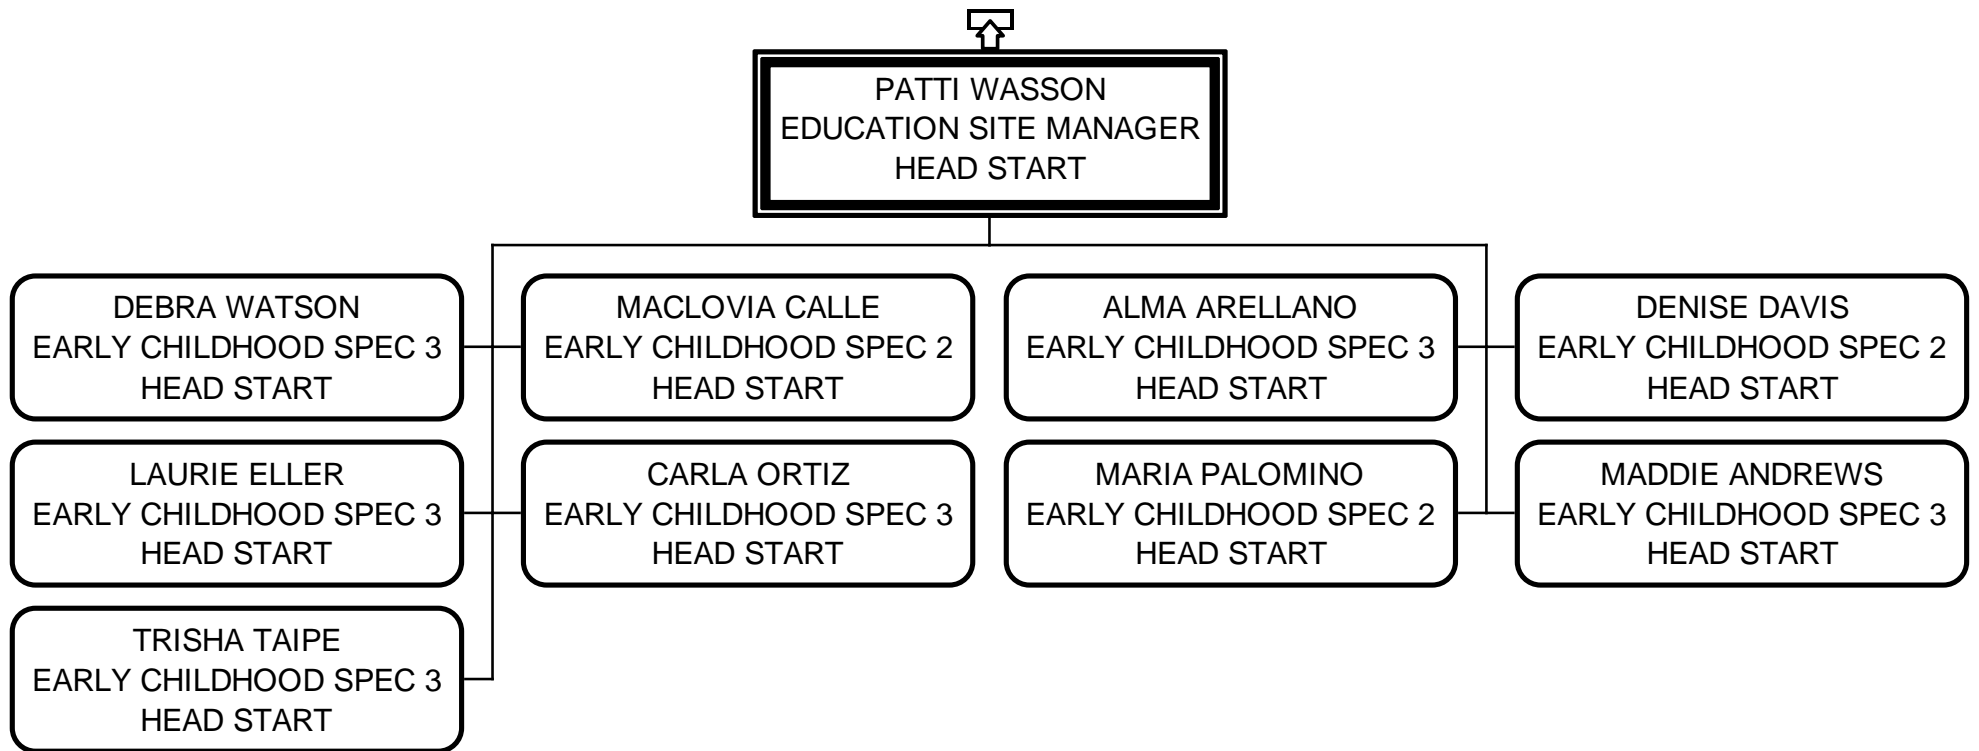 PATTI WASSON
EDUCATION SITE MANAGER
HEAD START
DEBRA WATSON
EARLY CHILDHOOD SPEC 3
HEAD START
MACLOVIA CALLE
EARLY CHILDHOOD SPEC 2
HEAD START
ALMA ARELLANO
EARLY CHILDHOOD SPEC 3
HEAD START
DENISE DAVIS
EARLY CHILDHOOD SPEC 2
HEAD START
LAURIE ELLER
EARLY CHILDHOOD SPEC 3
HEAD START
CARLA ORTIZ
EARLY CHILDHOOD SPEC 3
HEAD START
MARIA PALOMINO
EARLY CHILDHOOD SPEC 2
HEAD START
MADDIE ANDREWS
EARLY CHILDHOOD SPEC 3
HEAD START
TRISHA TAIPE
EARLY CHILDHOOD SPEC 3
HEAD START